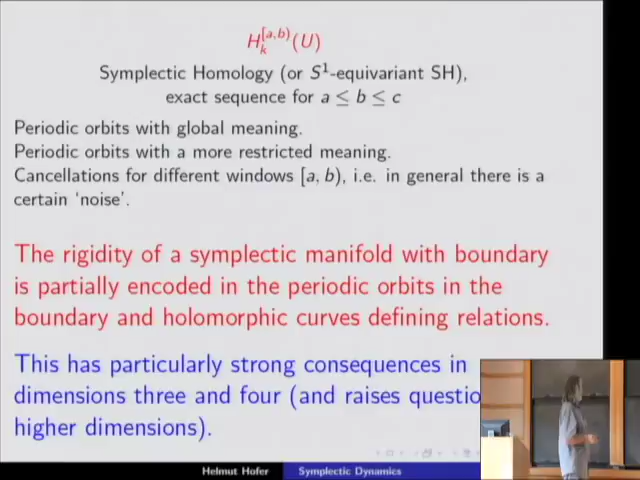 H_k^{[a,b)}(U)
Symplectic Homology (or S^1-equivariant SH),
exact sequence for a ≤ b ≤ c
Periodic orbits with global meaning.
Periodic orbits with a more restricted meaning.
Cancellations for different windows [a, b), i.e. in general there is a
certain ‘noise’.
The rigidity of a symplectic manifold with boundary
is partially encoded in the periodic orbits in the
boundary and holomorphic curves defining relations.
This has particularly strong consequences in
dimensions three and four (and raises questio
higher dimensions).
Helmut Hofer Symplectic Dynamics